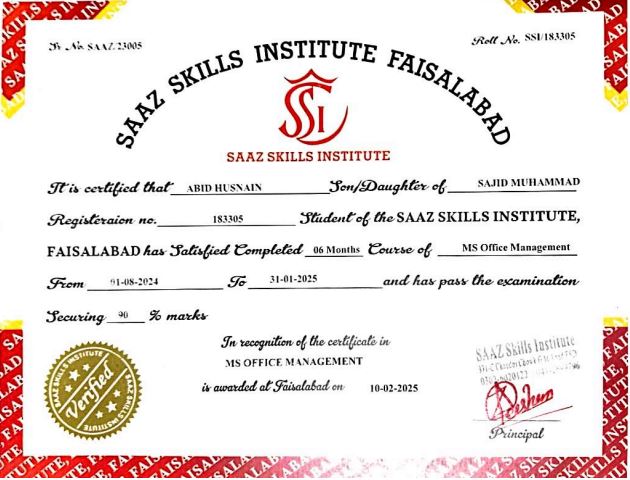 Sr No. SAAZ/23005
Roll No. SSI/183305
SAAZ SKILLS INSTITUTE FAISALABAD
SSI
SAAZ SKILLS INSTITUTE
It is certified that ABID HUSNAIN Son/Daughter of SAJID MUHAMMAD
Registeraion no. 183305 Student of the SAAZ SKILLS INSTITUTE,
FAISALABAD has Satisfied Completed 06 Months Course of MS Office Management
From 01-08-2024 To 31-01-2025 and has pass the examination
Securing 90 % marks
In recognition of the certificate in
MS OFFICE MANAGEMENT
is awarded at Faisalabad on 10-02-2025
SAAZ SKILLS INSTITUTE
Verified
SAAZ SKILLS INSTITUTE
SAAZ Skills Institute
Principal